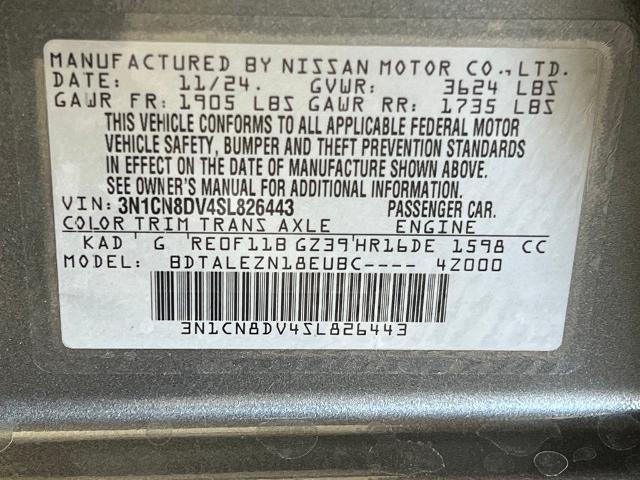 MANUFACTURED BY NISSAN MOTOR CO., LTD.
DATE: 11/24. GVWR: 3624 LBS
GAWR FR: 1905 LBS GAWR RR: 1735 LBS
THIS VEHICLE CONFORMS TO ALL APPLICABLE FEDERAL MOTOR
VEHICLE SAFETY, BUMPER AND THEFT PREVENTION STANDARDS
IN EFFECT ON THE DATE OF MANUFACTURE SHOWN ABOVE.
SEE OWNER'S MANUAL FOR ADDITIONAL INFORMATION.
VIN: 3N1CN8DV4SL826443 PASSENGER CAR.
COLOR TRIM TRANS AXLE ENGINE
KAD ' G ' RE0F11B GZ39 ' HR16DE 1598 CC
MODEL: BDTALEZN18EUBC---- 4Z000
3N1CN8DV4SL826443